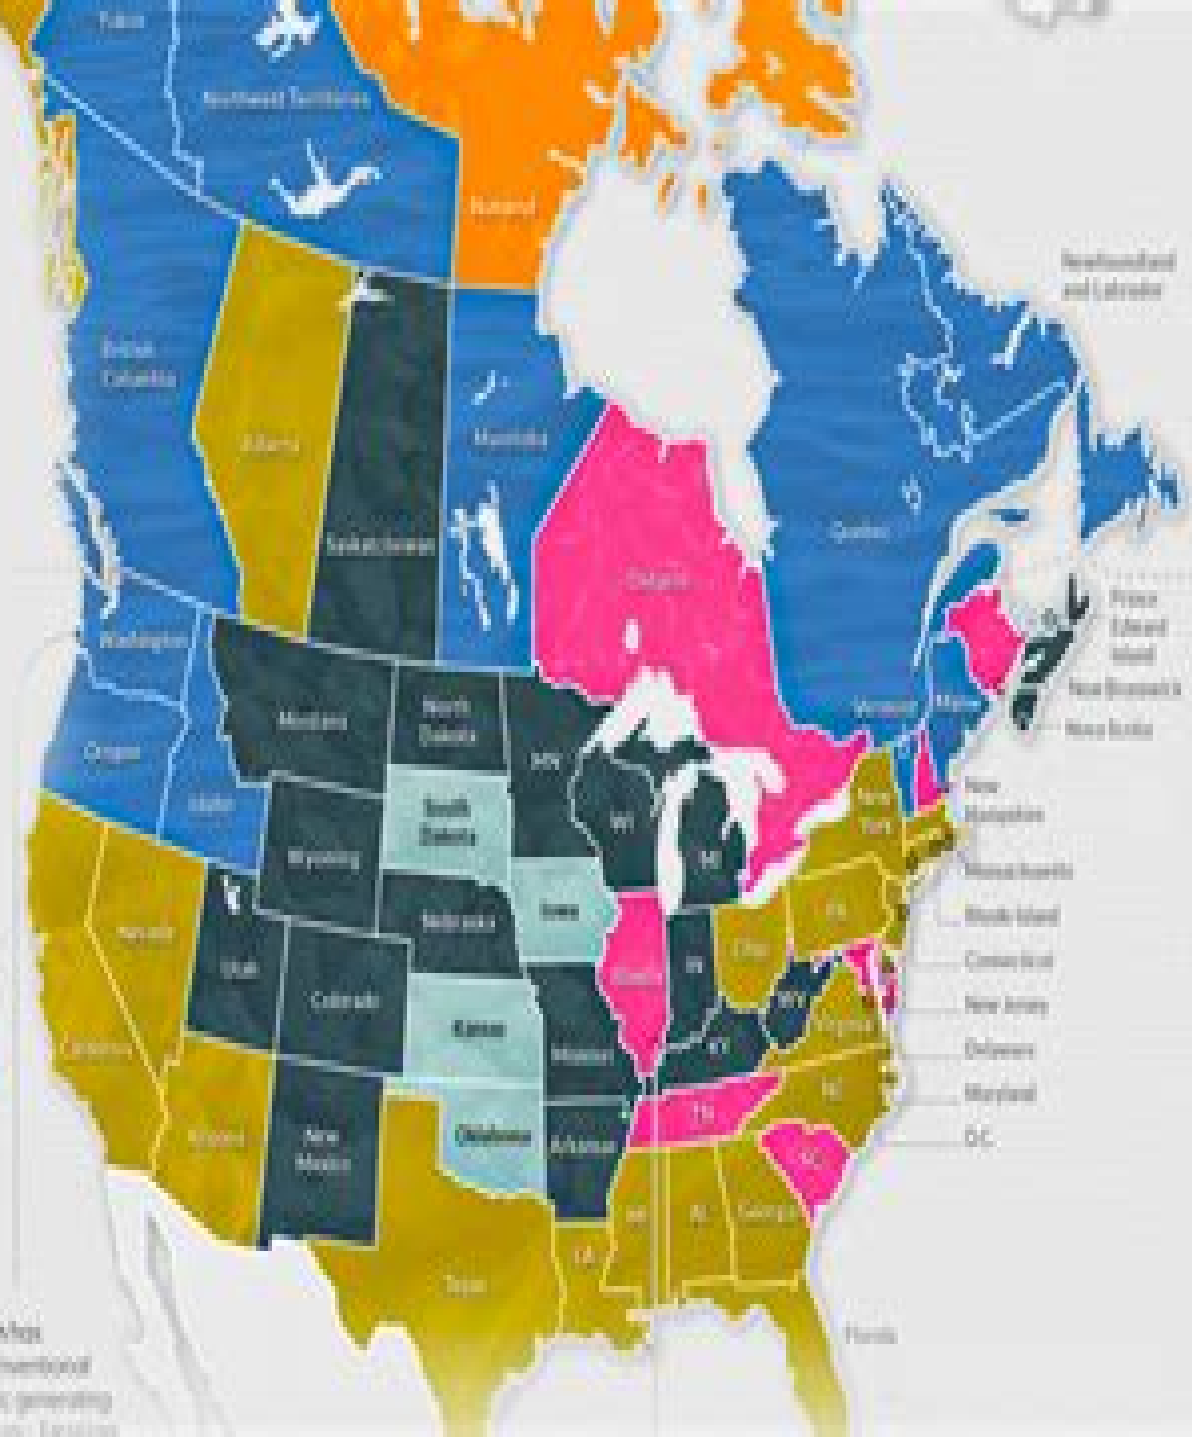 Yukon
Northwest Territories
Nunavut
Newfoundland
and Labrador
British
Columbia
Alberta
Manitoba
Saskatchewan
Quebec
Ontario
Prince
Edward
Island
Washington
New Brunswick
Vermont
Maine
Nova Scotia
Montana
North
Dakota
MN
Oregon
Idaho
New
Hampshire
South
Dakota
New
York
WI
MI
Wyoming
Massachusetts
Nebraska
Iowa
PA
Rhode Island
Nevada
Ohio
Connecticut
Utah
Illinois
IN
Colorado
WV
New Jersey
Kansas
Virginia
California
Missouri
KY
Delaware
NC
Maryland
TN
Arizona
New
Mexico
Oklahoma
Arkansas
DC
SC
MS
AL
Georgia
LA
Texas
Florida
generating